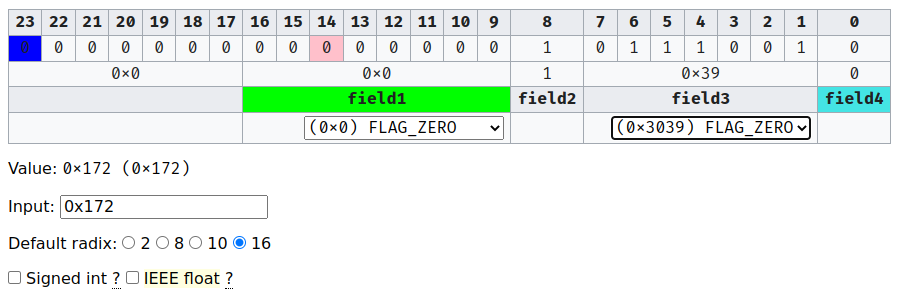 23 22 21 20 19 18 17 16 15 14 13 12 11 10 9 8 7 6 5 4 3 2 1 0
0 0 0 0 0 0 0 0 0 0 0 0 0 0 0 1 0 1 1 1 0 0 1 0
0×0 0×0 1 0×39 0
field1 field2 field3 field4
(0×0) FLAG_ZERO (0×3039) FLAG_ZERO
Value: 0×172 (0×172)
Input: 0x172
Default radix: 2 8 10 16
Signed int ? IEEE float ?